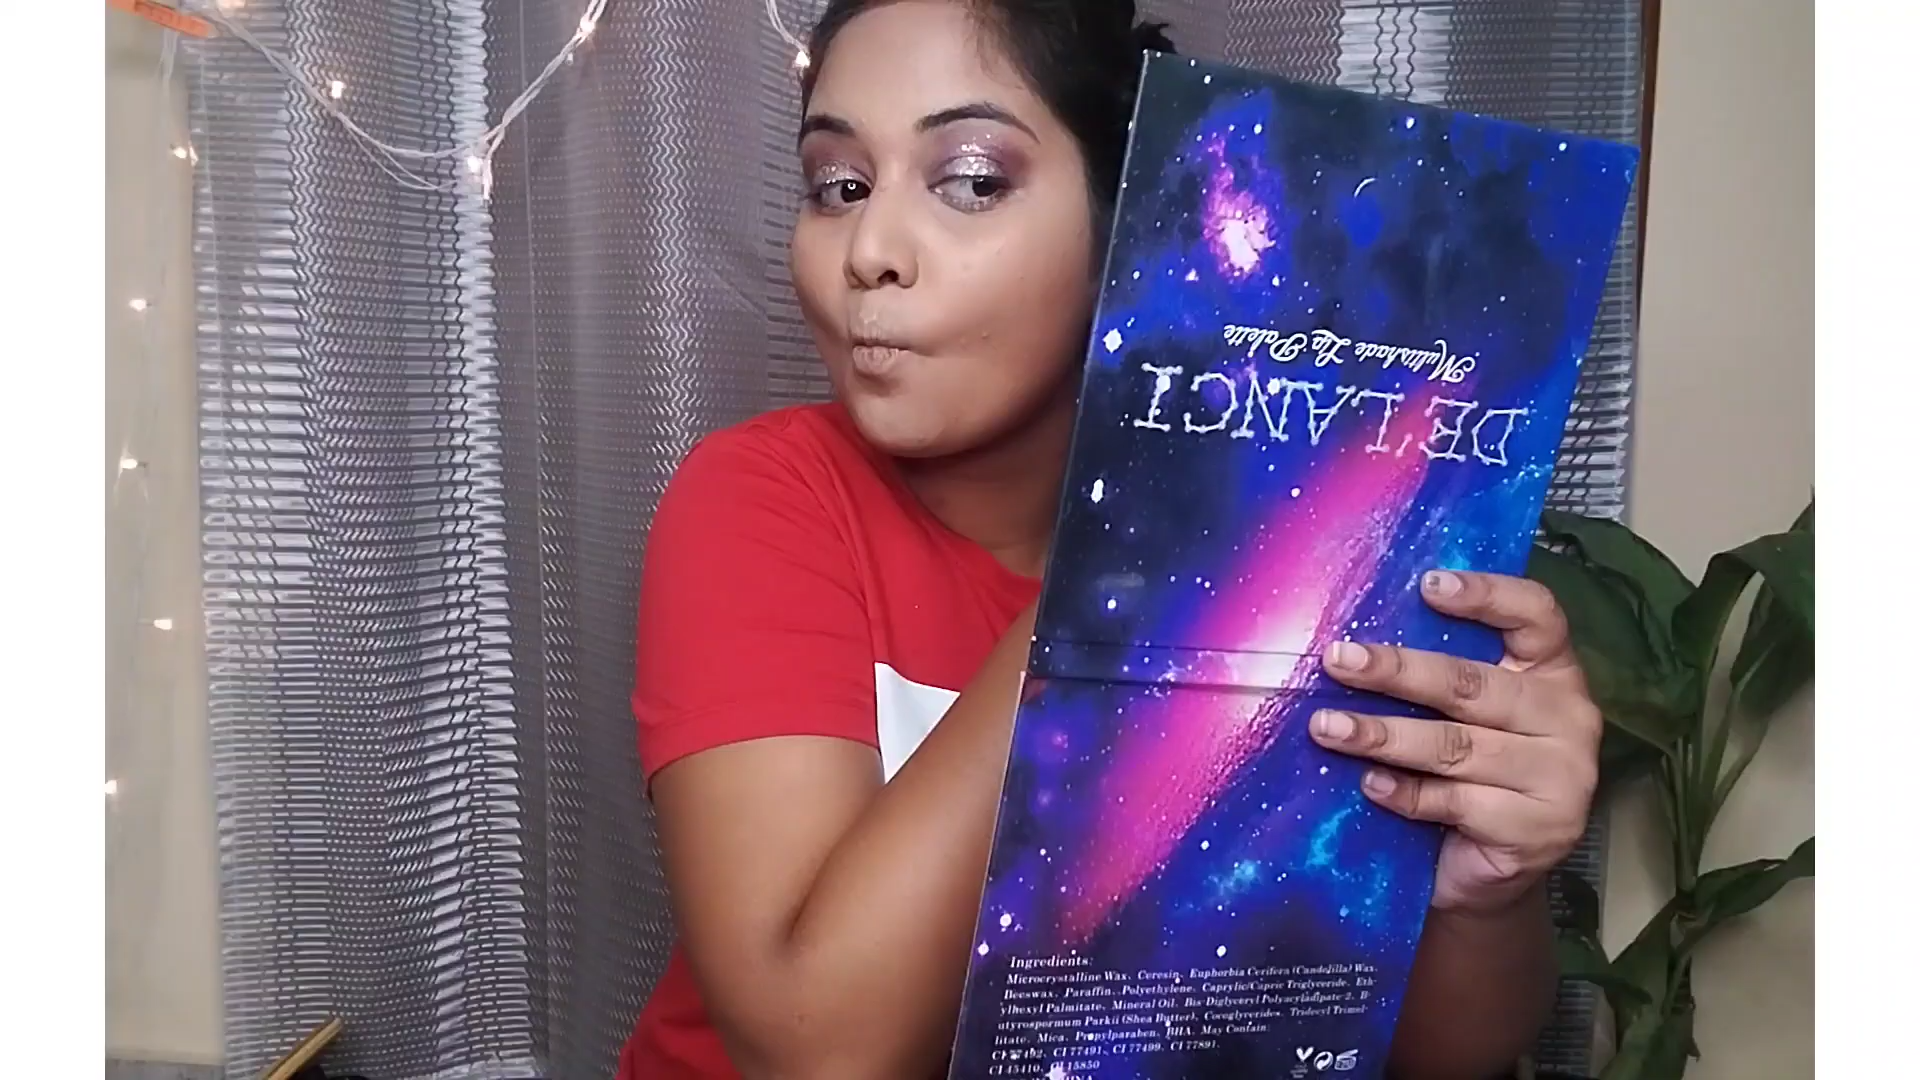 DE'LANCI
Multishade Lip Palette
Ingredients:
Microcrystalline Wax、Ceresin、Euphorbia Cerifera (Candelilla) Wax、
Beeswax、Paraffin、Polyethylene、Caprylic/Capric Triglyceride、Eth-
ylhexyl Palmitate、Mineral Oil、Bis-Diglyceryl Polyacyladipate-2、B-
utyrospermum Parkii (Shea Butter)、Cocoglycerides、Tridecyl Trimel-
litate、Mica、Propylparaben、BHA、May Contain:
CI 77492、CI 77491、CI 77499、CI 77891、
CI 45410、CI 15850